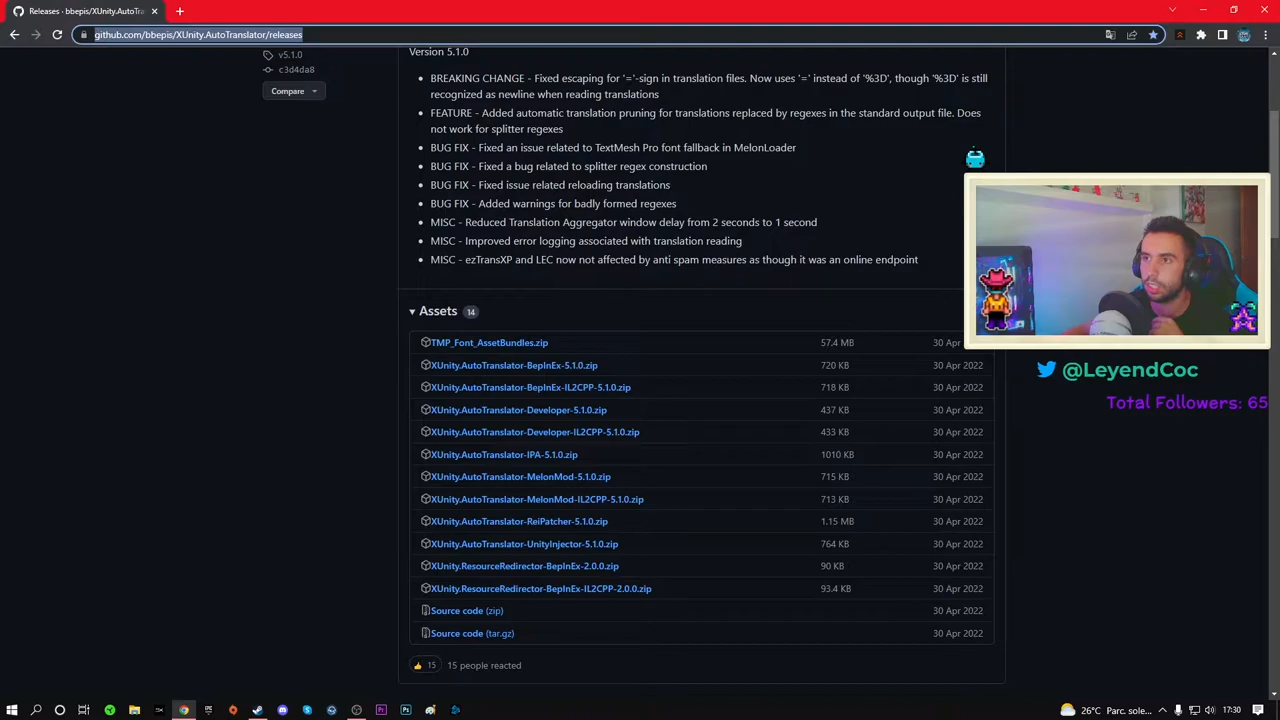 Releases · bbepis/XUnity.AutoTra
github.com/bbepis/XUnity.AutoTranslator/releases
Version 5.1.0
v5.1.0
c3d4da8
Compare
BREAKING CHANGE - Fixed escaping for '='-sign in translation files. Now uses '=' instead of '%3D', though '%3D' is still
recognized as newline when reading translations
FEATURE - Added automatic translation pruning for translations replaced by regexes in the standard output file. Does
not work for splitter regexes
BUG FIX - Fixed an issue related to TextMesh Pro font fallback in MelonLoader
BUG FIX - Fixed a bug related to splitter regex construction
BUG FIX - Fixed issue related reloading translations
BUG FIX - Added warnings for badly formed regexes
MISC - Reduced Translation Aggregator window delay from 2 seconds to 1 second
MISC - Improved error logging associated with translation reading
MISC - ezTransXP and LEC now not affected by anti spam measures as though it was an online endpoint
Assets 14
TMP_Font_AssetBundles.zip 57.4 MB 30 Apr
XUnity.AutoTranslator-BepInEx-5.1.0.zip 720 KB 30 Apr 2022
XUnity.AutoTranslator-BepInEx-IL2CPP-5.1.0.zip 718 KB 30 Apr 2022
XUnity.AutoTranslator-Developer-5.1.0.zip 437 KB 30 Apr 2022
XUnity.AutoTranslator-Developer-IL2CPP-5.1.0.zip 433 KB 30 Apr 2022
XUnity.AutoTranslator-IPA-5.1.0.zip 1010 KB 30 Apr 2022
XUnity.AutoTranslator-MelonMod-5.1.0.zip 715 KB 30 Apr 2022
XUnity.AutoTranslator-MelonMod-IL2CPP-5.1.0.zip 713 KB 30 Apr 2022
XUnity.AutoTranslator-ReiPatcher-5.1.0.zip 1.15 MB 30 Apr 2022
XUnity.AutoTranslator-UnityInjector-5.1.0.zip 764 KB 30 Apr 2022
XUnity.ResourceRedirector-BepInEx-2.0.0.zip 90 KB 30 Apr 2022
XUnity.ResourceRedirector-BepInEx-IL2CPP-2.0.0.zip 93.4 KB 30 Apr 2022
Source code (zip) 30 Apr 2022
Source code (tar.gz) 30 Apr 2022
15 15 people reacted
@LeyendCoc
Total Followers: 65
26°C Parc. sole... 17:30